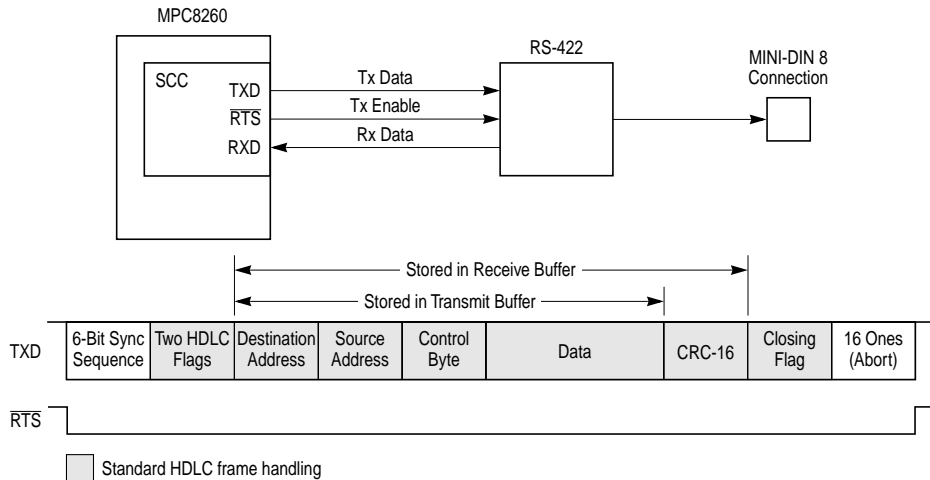 MPC8260
SCC
TXD
RTS
RXD
Tx Data
Tx Enable
Rx Data
RS-422
MINI-DIN 8
Connection
Stored in Receive Buffer
Stored in Transmit Buffer
TXD
6-Bit Sync
Sequence
Two HDLC
Flags
Destination
Address
Source
Address
Control
Byte
Data
CRC-16
Closing
Flag
16 Ones
(Abort)
RTS
Standard HDLC frame handling